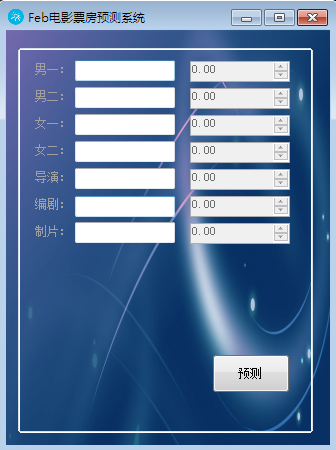 Feb电影票房预测系统
男一： 0.00
男二： 0.00
女一： 0.00
女二： 0.00
导演： 0.00
编剧： 0.00
制片： 0.00
预测